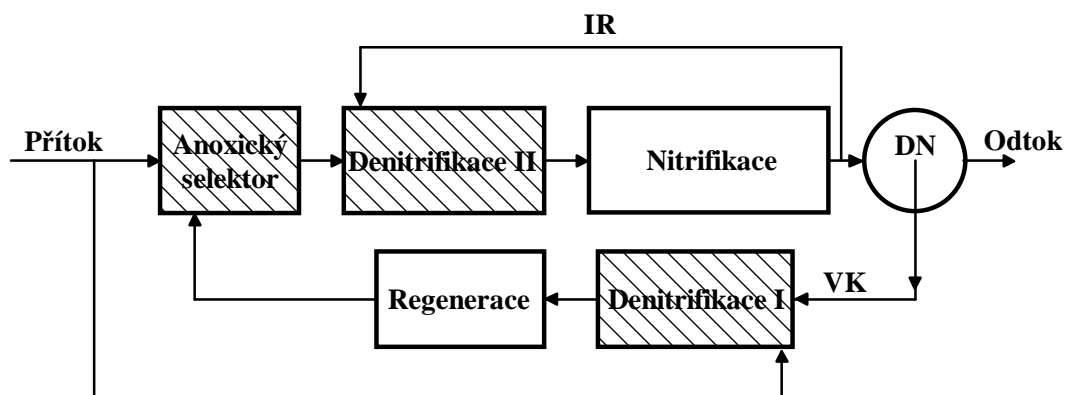 IR
Přítok
Anoxický
selektor
Denitrifikace II
Nitrifikace
DN
Odtok
Regenerace
Denitrifikace I
VK